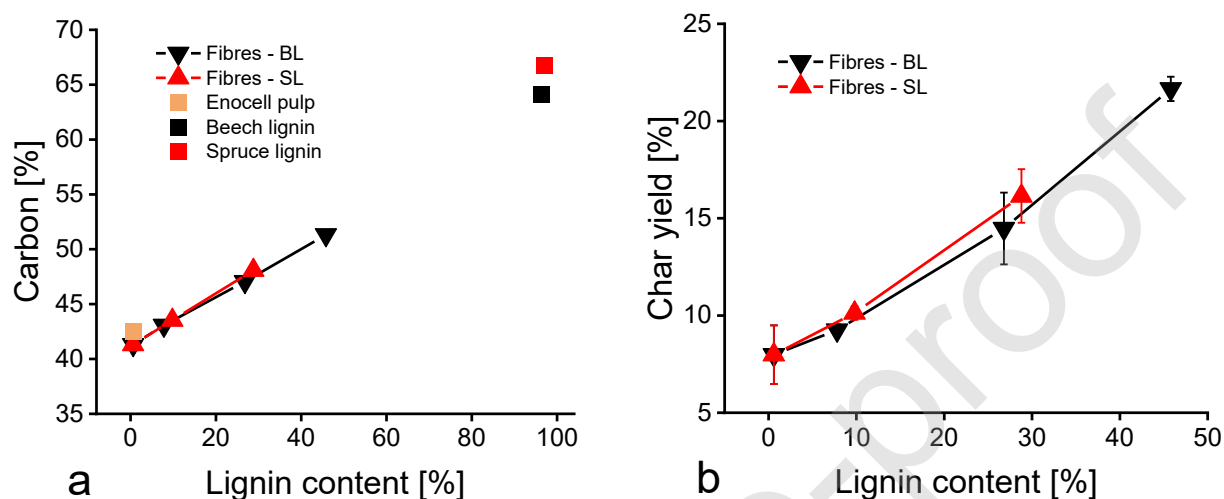 70
65
60
55
50
45
40
35
Carbon [%]
Fibres - BL
Fibres - SL
Enocell pulp
Beech lignin
Spruce lignin
0 20 40 60 80 100
a Lignin content [%]
25
20
15
10
5
Char yield [%]
Fibres - BL
Fibres - SL
0 10 20 30 40 50
b Lignin content [%]
-proof